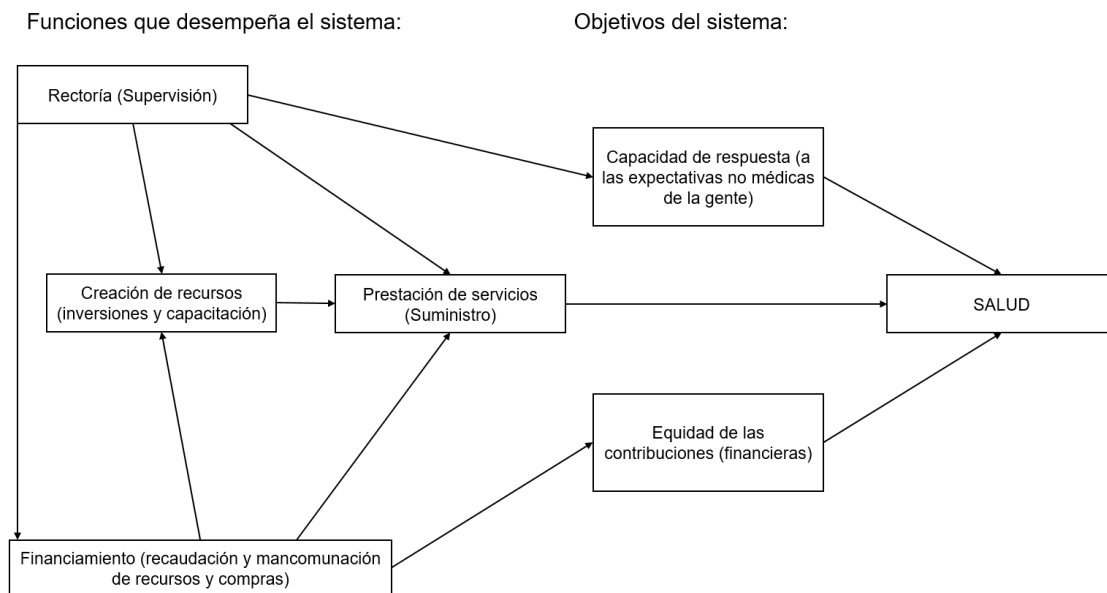 Funciones que desempeña el sistema:
Objetivos del sistema:
Rectoría (Supervisión)
Capacidad de respuesta (a
las expectativas no médicas
de la gente)
Creación de recursos
(inversiones y capacitación)
Prestación de servicios
(Suministro)
SALUD
Equidad de las
contribuciones (financieras)
Financiamiento (recaudación y mancomunación
de recursos y compras)